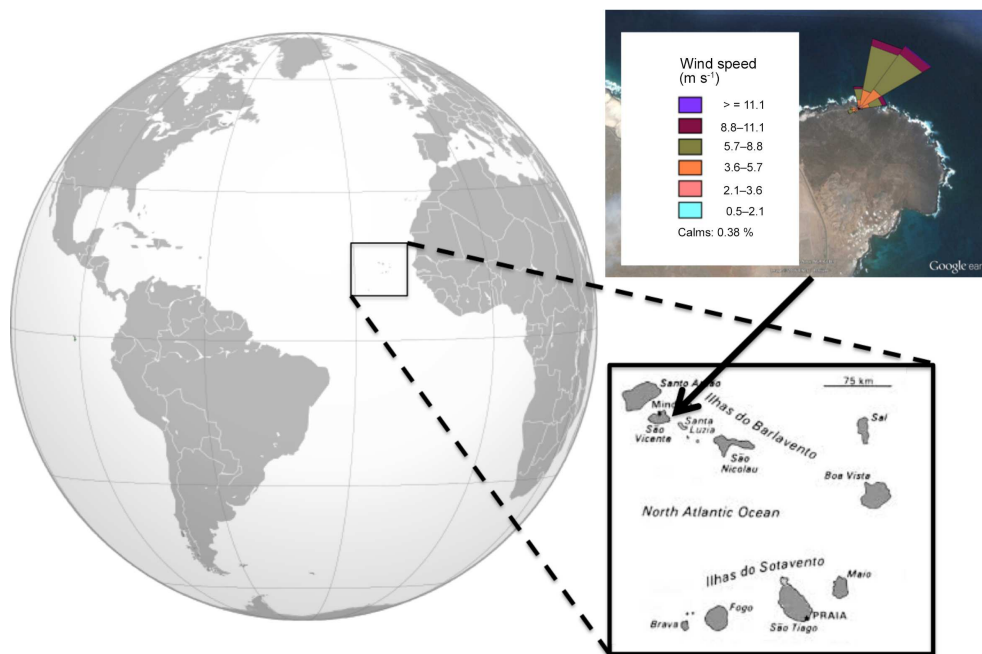 Wind speed
(m s⁻¹)
> = 11.1
8.8–11.1
5.7–8.8
3.6–5.7
2.1–3.6
0.5–2.1
Calms: 0.38 %
Google ear
75 km
Santo
Ilhas do Barlavento
Santa
Luzia
São
Vicente
São
Nicolau
Sal
Boa Vista
North Atlantic Ocean
Ilhas do Sotavento
Maio
Fogo
Brava
PRAIA
São Tiago